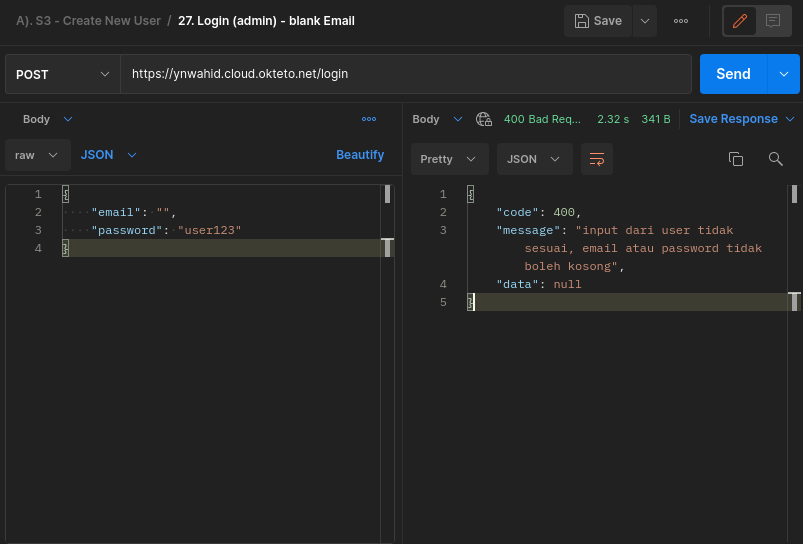 A). S3 - Create New User / 27. Login (admin) - blank Email
Save
POST
https://ynwahid.cloud.okteto.net/login
Send
Body
raw
JSON
Beautify
1 {
2 "email": "",
3 "password": "user123"
4 }
Body
400 Bad Req...
2.32 s
341 B
Save Response
Pretty
JSON
1 {
2 "code": 400,
3 "message": "input dari user tidak
sesuai, email atau password tidak
boleh kosong",
4 "data": null
5 }